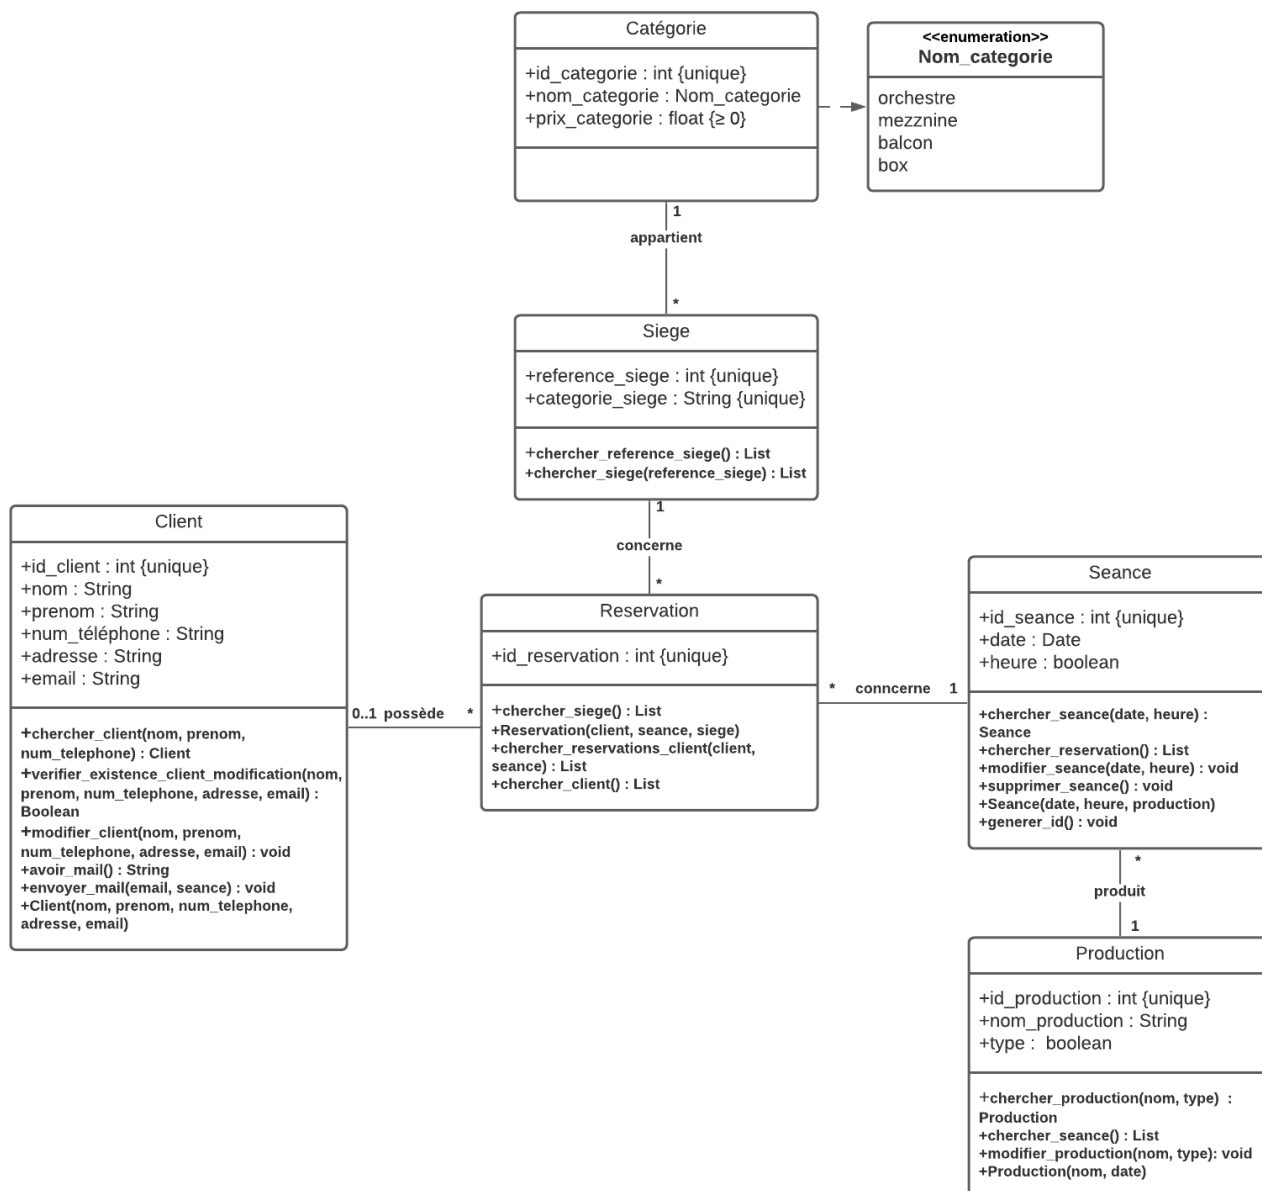 Catégorie
+id_categorie : int {unique}
+nom_categorie : Nom_categorie
+prix_categorie : float {≥ 0}
<<enumeration>>
Nom_categorie
orchestre
mezznine
balcon
box
1
appartient
*
Siege
+reference_siege : int {unique}
+categorie_siege : String {unique}
+chercher_reference_siege() : List
+chercher_siege(reference_siege) : List
1
concerne
*
Client
+id_client : int {unique}
+nom : String
+prenom : String
+num_téléphone : String
+adresse : String
+email : String
+chercher_client(nom, prenom,
num_telephone) : Client
+verifier_existence_client_modification(nom,
prenom, num_telephone, adresse, email) :
Boolean
+modifier_client(nom, prenom,
num_telephone, adresse, email) : void
+avoir_mail() : String
+envoyer_mail(email, seance) : void
+Client(nom, prenom, num_telephone,
adresse, email)
0..1 possède *
Reservation
+id_reservation : int {unique}
+chercher_siege() : List
+Reservation(client, seance, siege)
+chercher_reservations_client(client,
seance) : List
+chercher_client() : List
* conncerne 1
Seance
+id_seance : int {unique}
+date : Date
+heure : boolean
+chercher_seance(date, heure) :
Seance
+chercher_reservation() : List
+modifier_seance(date, heure) : void
+supprimer_seance() : void
+Seance(date, heure, production)
+generer_id() : void
*
produit
1
Production
+id_production : int {unique}
+nom_production : String
+type : boolean
+chercher_production(nom, type) :
Production
+chercher_seance() : List
+modifier_production(nom, type): void
+Production(nom, date)